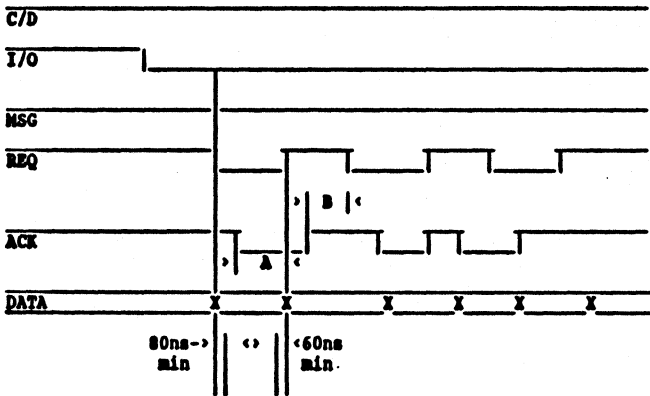 C/D
I/O
MSG
REQ
> B <
ACK
> A <
DATA X X X X X X
80ns-> <> <60ns
min min.